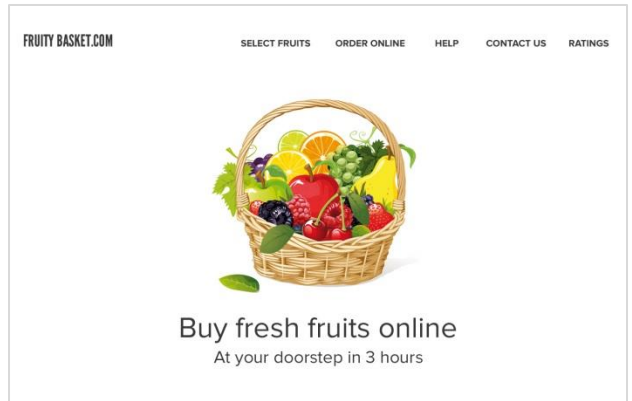 FRUITY BASKET.COM
SELECT FRUITS ORDER ONLINE HELP CONTACT US RATINGS
Buy fresh fruits online
At your doorstep in 3 hours